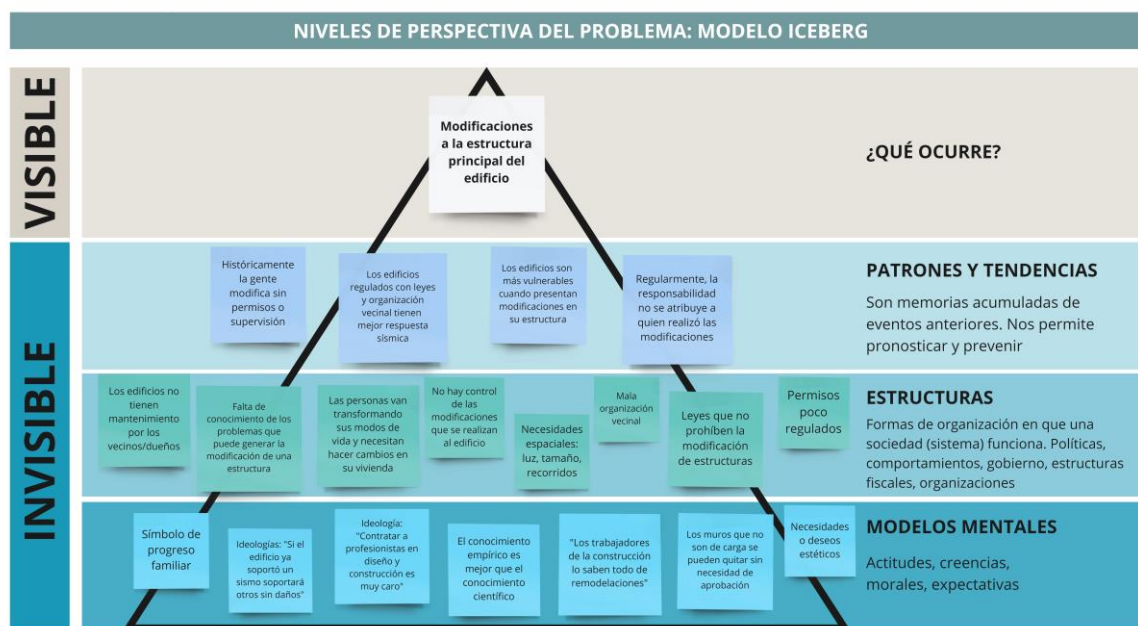 NIVELES DE PERSPECTIVA DEL PROBLEMA: MODELO ICEBERG
VISIBLE
Modificaciones
a la estructura
principal del
edificio
¿QUÉ OCURRE?
INVISIBLE
Históricamente
la gente
modifica sin
permisos o
supervisión
Los edificios
regulados con leyes
y organización
vecinal tienen
mejor respuesta
sísmica
Los edificios son
más vulnerables
cuando presentan
modificaciones en
su estructura
Regularmente, la
responsabilidad
no se atribuye a
quien realizó las
modificaciones
PATRONES Y TENDENCIAS
Son memorias acumuladas de
eventos anteriores. Nos permite
pronosticar y prevenir
Los edificios no
tienen
mantenimiento
por los
vecinos/dueños
Falta de
conocimiento de los
problemas que
puede generar la
modificación de una
estructura
Las personas van
transformando
sus modos de
vida y necesitan
hacer cambios en
su vivienda
No hay control
de las
modificaciones
que se realizan
al edificio
Necesidades
espaciales:
luz, tamaño,
recorridos
Mala
organización
vecinal
Leyes que no
prohíben la
modificación
de estructuras
Permisos
poco
regulados
ESTRUCTURAS
Formas de organización en que una
sociedad (sistema) funciona. Políticas,
comportamientos, gobierno, estructuras
fiscales, organizaciones
Símbolo de
progreso
familiar
Ideologías: "Si el
edificio ya
soportó un
sismo soportará
otros sin daños"
Ideología:
"Contratar a
profesionistas en
diseño y
construcción es
muy caro"
El conocimiento
empírico es
mejor que el
conocimiento
científico
"Los trabajadores
de la construcción
lo saben todo de
remodelaciones"
Los muros que no
son de carga se
pueden quitar sin
necesidad de
aprobación
Necesidades
o deseos
estéticos
MODELOS MENTALES
Actitudes, creencias,
morales, expectativas